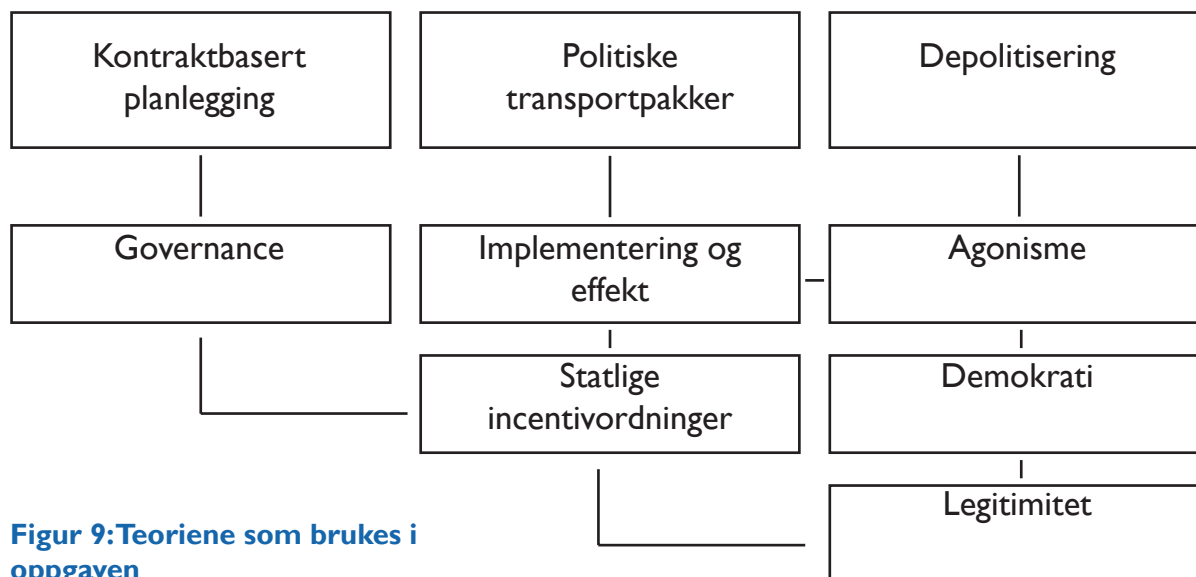 Kontraktbasert
planlegging
Politiske
transportpakker
Depolitisering
Governance
Implementering og
effekt
Agonisme
Statlige
incentivordninger
Demokrati
Legitimitet
Figur 9: Teoriene som brukes i
oppgaven